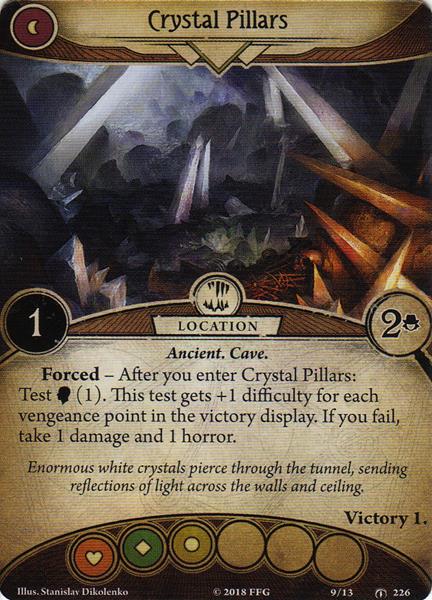 Crystal Pillars
1
2
LOCATION
Ancient. Cave.
Forced – After you enter Crystal Pillars:
Test (1). This test gets +1 difficulty for each
vengeance point in the victory display. If you fail,
take 1 damage and 1 horror.
Enormous white crystals pierce through the tunnel, sending
reflections of light across the walls and ceiling.
Victory 1.
Illus. Stanislav Dikolenko © 2018 FFG 9/13 226